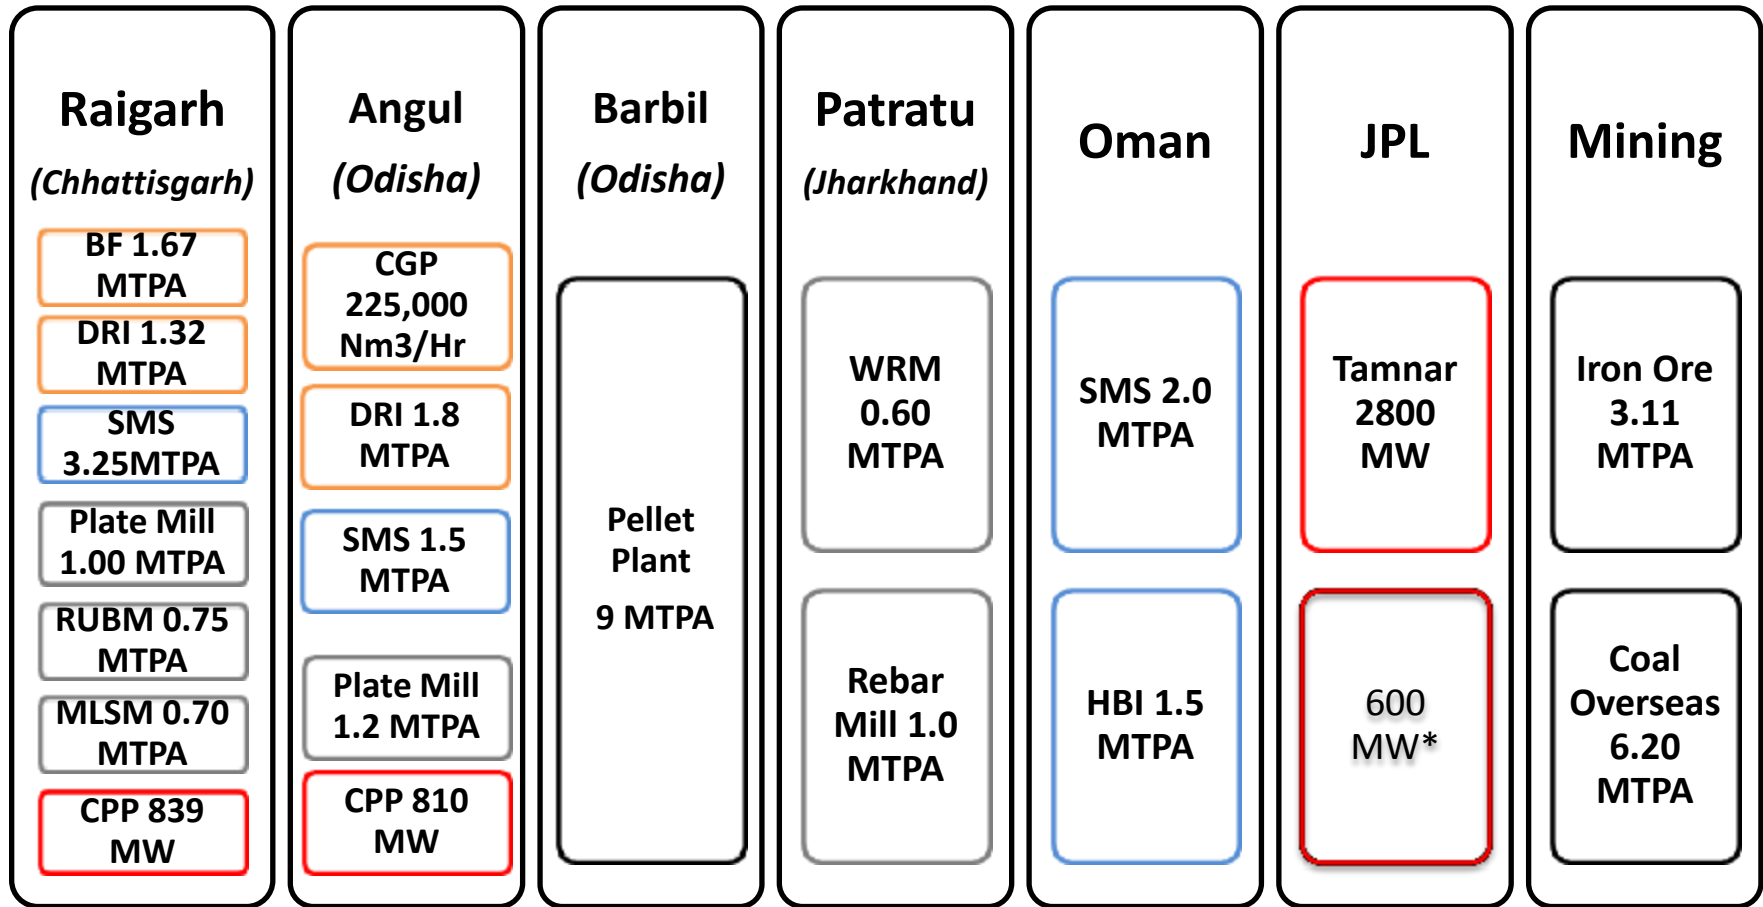 Raigarh
(Chhattisgarh)
BF 1.67
MTPA
DRI 1.32
MTPA
SMS
3.25MTPA
Plate Mill
1.00 MTPA
RUBM 0.75
MTPA
MLSM 0.70
MTPA
CPP 839
MW
Angul
(Odisha)
CGP
225,000
Nm3/Hr
DRI 1.8
MTPA
SMS 1.5
MTPA
Plate Mill
1.2 MTPA
CPP 810
MW
Barbil
(Odisha)
Pellet
Plant
9 MTPA
Patratu
(Jharkhand)
WRM
0.60
MTPA
Rebar
Mill 1.0
MTPA
Oman
SMS 2.0
MTPA
HBI 1.5
MTPA
JPL
Tamnar
2800
MW
600
MW*
Mining
Iron Ore
3.11
MTPA
Coal
Overseas
6.20
MTPA